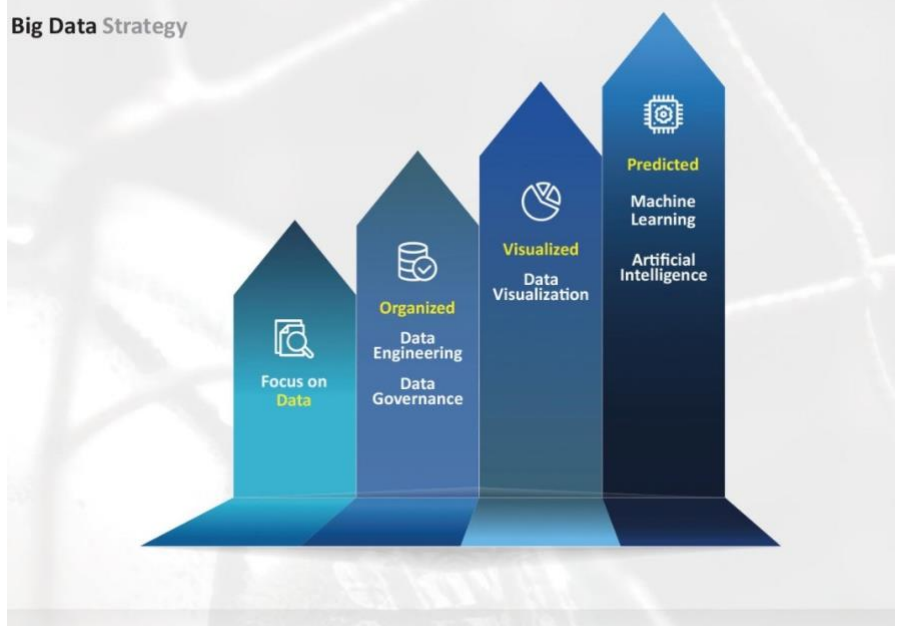 Big Data Strategy
Focus on
Data
Organized
Data
Engineering
Data
Governance
Visualized
Data
Visualization
Predicted
Machine
Learning
Artificial
Intelligence